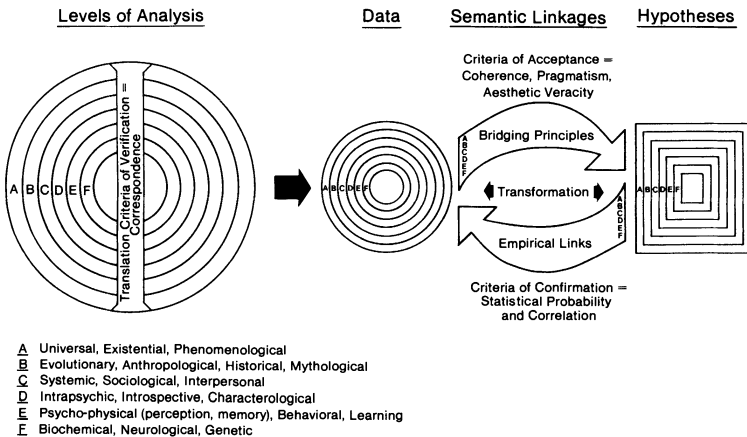 Levels of Analysis
Data
Semantic Linkages
Hypotheses
Criteria of Acceptance =
Coherence, Pragmatism,
Aesthetic Veracity
Translation Criteria of Verification =
Correspondence
A B C D E F
A B C D E F
A
B
C
D
E
F
Bridging Principles
Transformation
A
B
C
D
E
F
A B C D E F
Empirical Links
Criteria of Confirmation =
Statistical Probability
and Correlation
A Universal, Existential, Phenomenological
B Evolutionary, Anthropological, Historical, Mythological
C Systemic, Sociological, Interpersonal
D Intrapsychic, Introspective, Characterological
E Psycho-physical (perception, memory), Behavioral, Learning
F Biochemical, Neurological, Genetic